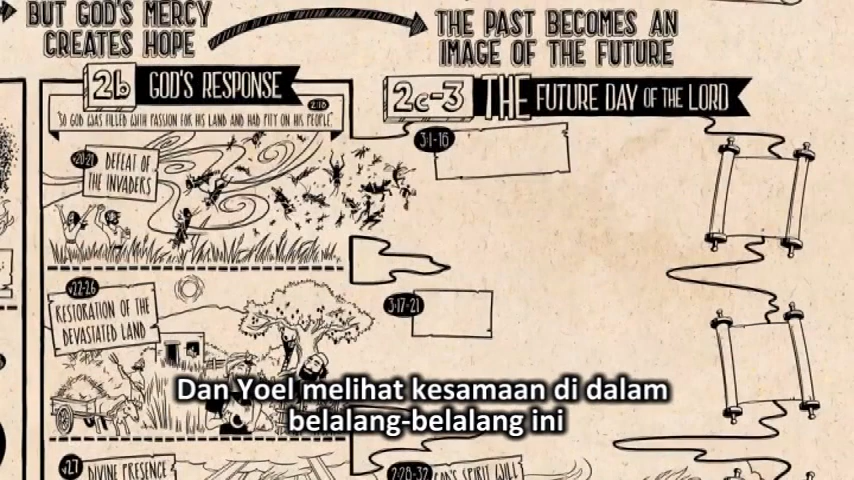 BUT GOD'S MERCY
CREATES HOPE
THE PAST BECOMES AN
IMAGE OF THE FUTURE
2b GOD'S RESPONSE
2:18
"SO GOD WAS FILLED WITH PASSION FOR HIS LAND AND HAD PITY ON HIS PEOPLE."
v20-21
DEFEAT OF
THE INVADERS
v22-26
RESTORATION OF THE
DEVASTATED LAND
v27
DIVINE PRESENCE
2c-3 THE FUTURE DAY OF THE LORD
3:1-16
3:17-21
2:28-32
GOD'S SPIRIT WILL
Dan Yoel melihat kesamaan di dalam
belalang-belalang ini